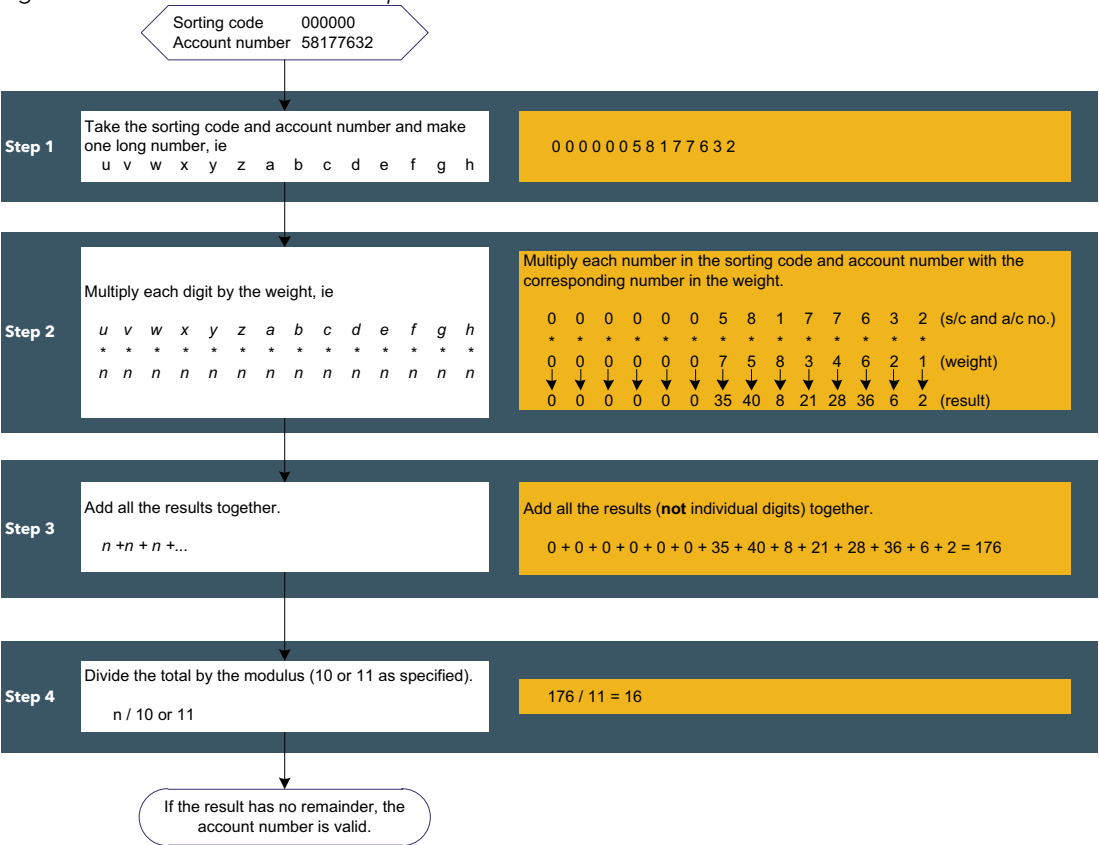 Sorting code 000000
Account number 58177632
Step 1
Take the sorting code and account number and make
one long number, ie
u v w x y z a b c d e f g h
0 0 0 0 0 0 5 8 1 7 7 6 3 2
Step 2
Multiply each digit by the weight, ie
u v w x y z a b c d e f g h
* * * * * * * * * * * * * *
n n n n n n n n n n n n n n
Multiply each number in the sorting code and account number with the
corresponding number in the weight.
0 0 0 0 0 0 5 8 1 7 7 6 3 2 (s/c and a/c no.)
* * * * * * * * * * * * * *
0 0 0 0 0 0 7 5 8 3 4 6 2 1 (weight)
0 0 0 0 0 0 35 40 8 21 28 36 6 2 (result)
Step 3
Add all the results together.
n +n + n +...
Add all the results (not individual digits) together.
0 + 0 + 0 + 0 + 0 + 0 + 35 + 40 + 8 + 21 + 28 + 36 + 6 + 2 = 176
Step 4
Divide the total by the modulus (10 or 11 as specified).
n / 10 or 11
176 / 11 = 16
If the result has no remainder, the
account number is valid.